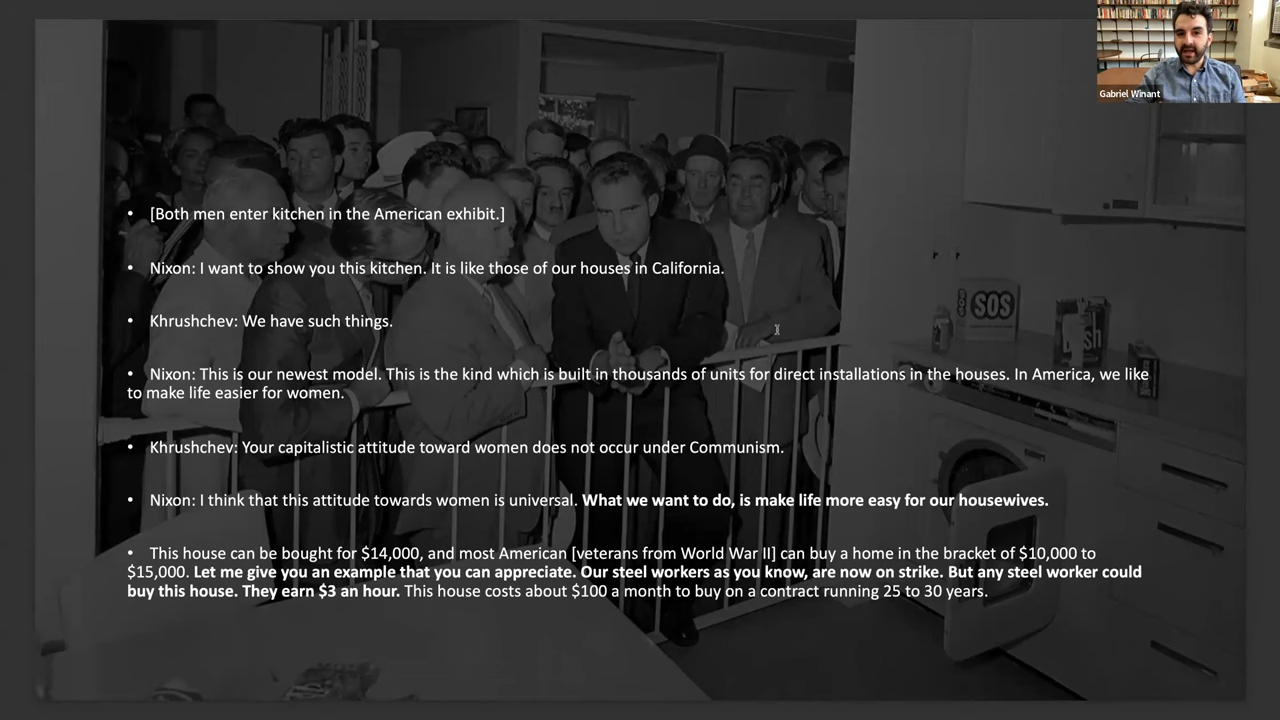 Gabriel Winant
• [Both men enter kitchen in the American exhibit.]
• Nixon: I want to show you this kitchen. It is like those of our houses in California.
SOS
SOS
• Khrushchev: We have such things.
• Nixon: This is our newest model. This is the kind which is built in thousands of units for direct installations in the houses. In America, we like
to make life easier for women.
• Khrushchev: Your capitalistic attitude toward women does not occur under Communism.
• Nixon: I think that this attitude towards women is universal. What we want to do, is make life more easy for our housewives.
• This house can be bought for $14,000, and most American [veterans from World War II] can buy a home in the bracket of $10,000 to
$15,000. Let me give you an example that you can appreciate. Our steel workers as you know, are now on strike. But any steel worker could
buy this house. They earn $3 an hour. This house costs about $100 a month to buy on a contract running 25 to 30 years.